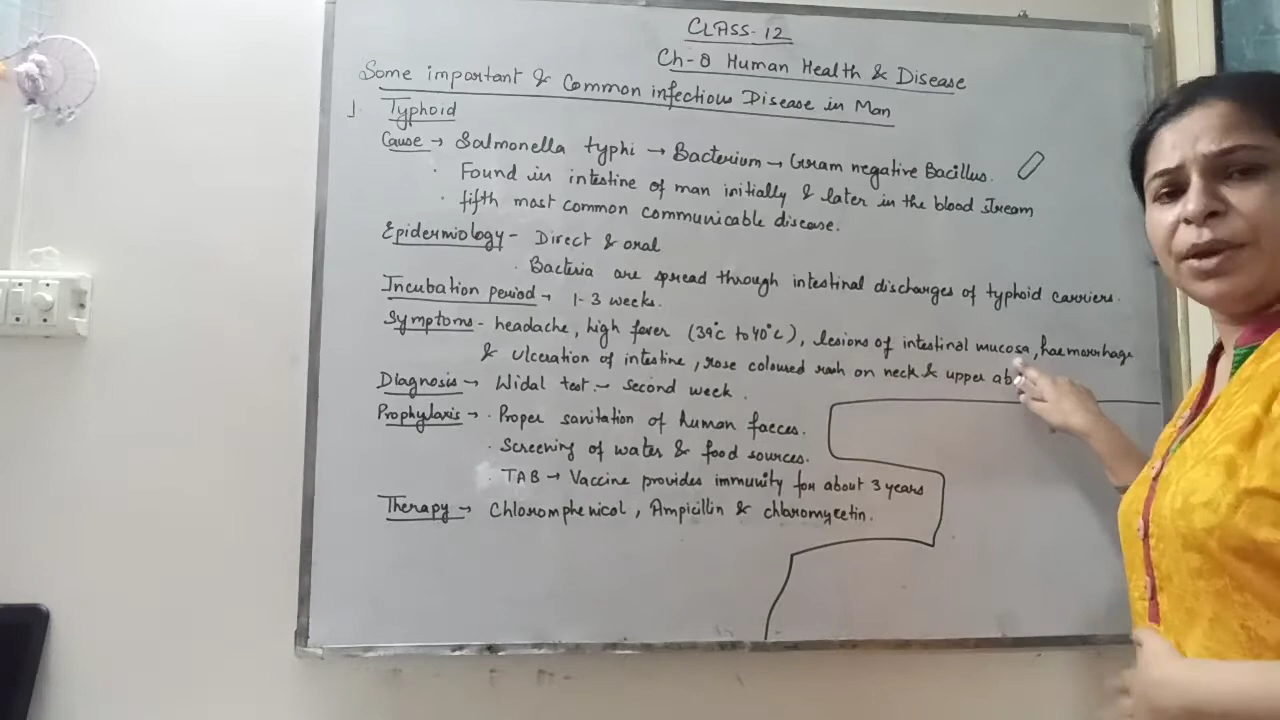 CLASS-12
Ch-8 Human Health & Disease
Some important & Common infectious Disease in Man
1. Typhoid
Cause → Salmonella typhi → Bacterium → Gram negative Bacillus.
· Found in intestine of man initially & later in the blood stream
· fifth most common communicable disease.
Epidermiology - Direct & oral
· Bacteria are spread through intestinal discharges of typhoid carriers.
Incubation period → 1-3 weeks.
Symptoms - headache, high fever (39°c to 40°c), lesions of intestinal mucosa, haemorrhage
& Ulceration of intestine, rose coloured rash on neck & upper
Diagnosis → Widal test - second week.
Prophylaxis → · Proper sanitation of human faeces.
· Screening of water & food sources.
· TAB → Vaccine provides immunity for about 3 years
Therapy → Chloromphenicol, Ampicillin & chloromycetin.